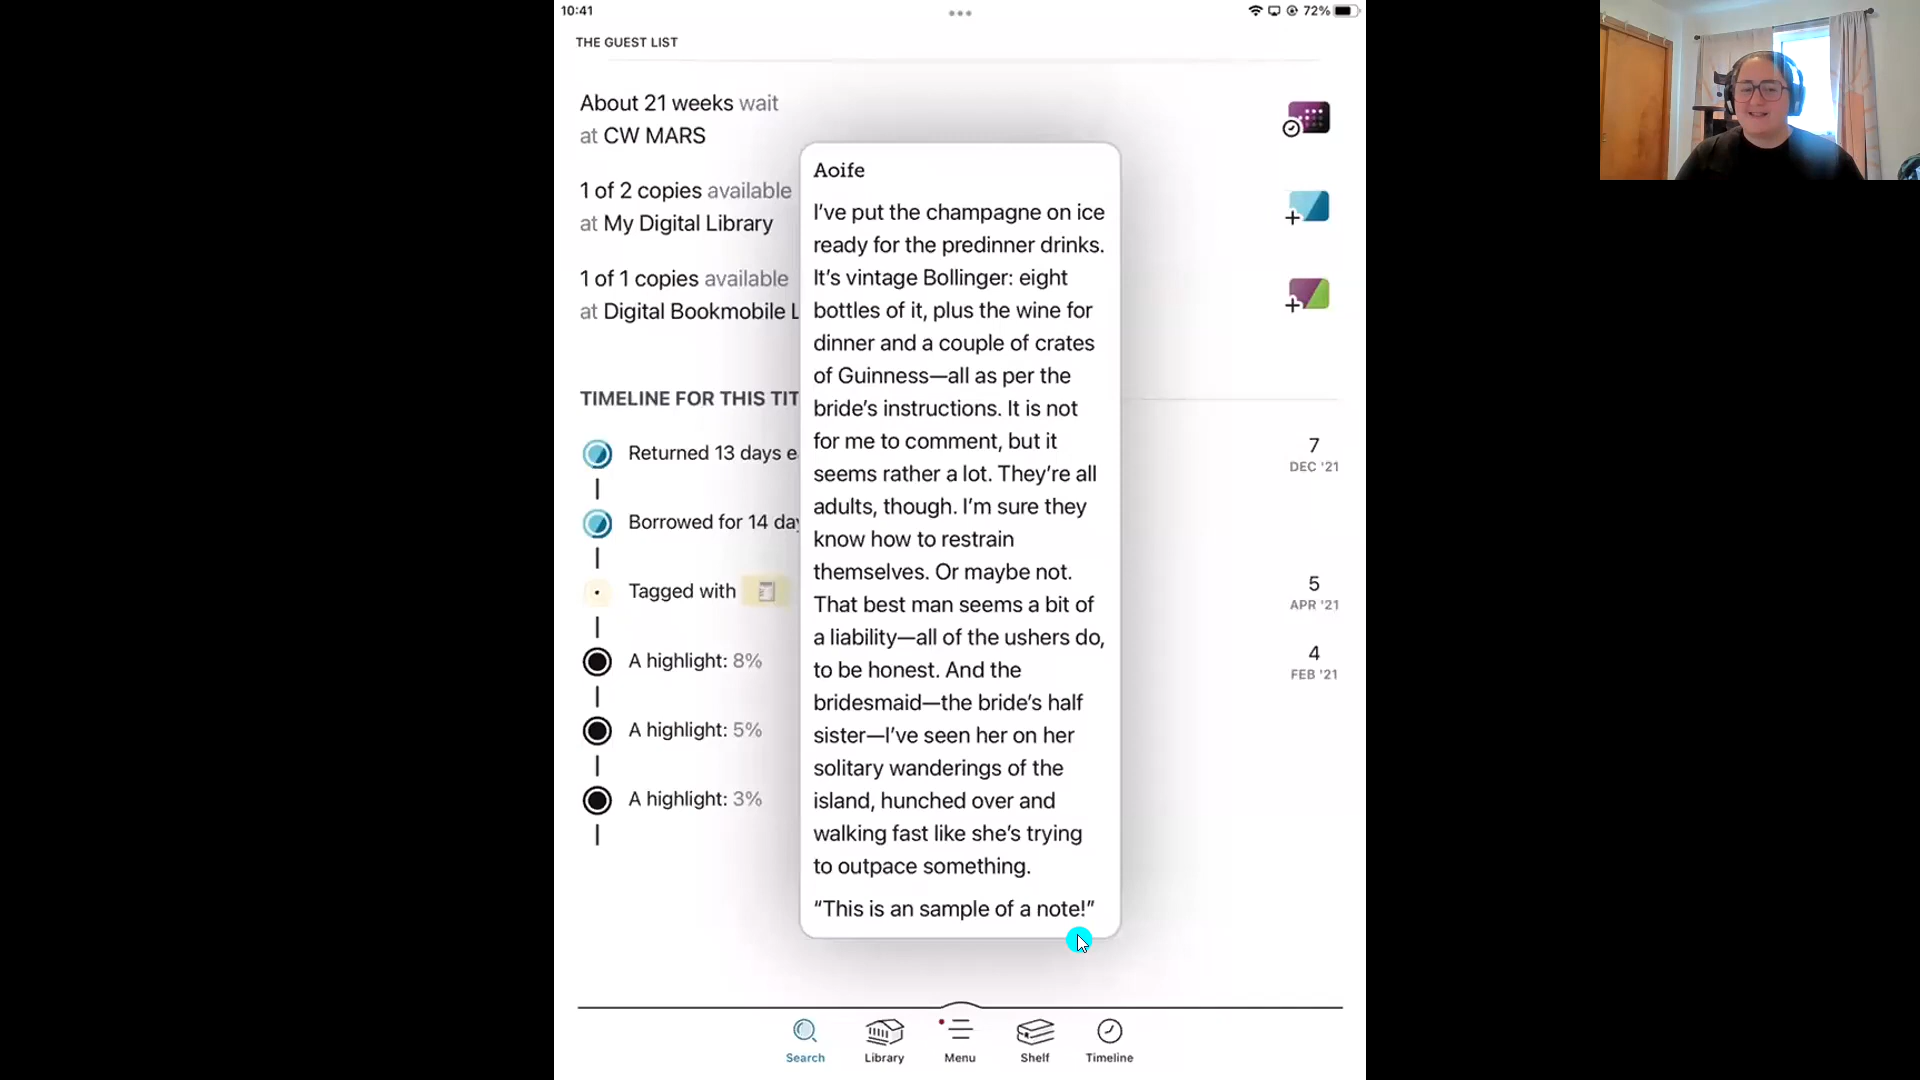 10:41
72%
THE GUEST LIST
About 21 weeks wait
at CW MARS
1 of 2 copies available
at My Digital Library
1 of 1 copies available
at Digital Bookmobile L
TIMELINE FOR THIS TIT
Returned 13 days e
7
DEC '21
Borrowed for 14 day
Tagged with
5
APR '21
A highlight: 8%
4
FEB '21
A highlight: 5%
A highlight: 3%
Aoife
I've put the champagne on ice
ready for the predinner drinks.
It's vintage Bollinger: eight
bottles of it, plus the wine for
dinner and a couple of crates
of Guinness—all as per the
bride's instructions. It is not
for me to comment, but it
seems rather a lot. They're all
adults, though. I'm sure they
know how to restrain
themselves. Or maybe not.
That best man seems a bit of
a liability—all of the ushers do,
to be honest. And the
bridesmaid—the bride's half
sister—I've seen her on her
solitary wanderings of the
island, hunched over and
walking fast like she's trying
to outpace something.
“This is an sample of a note!”
Search
Library
Menu
Shelf
Timeline